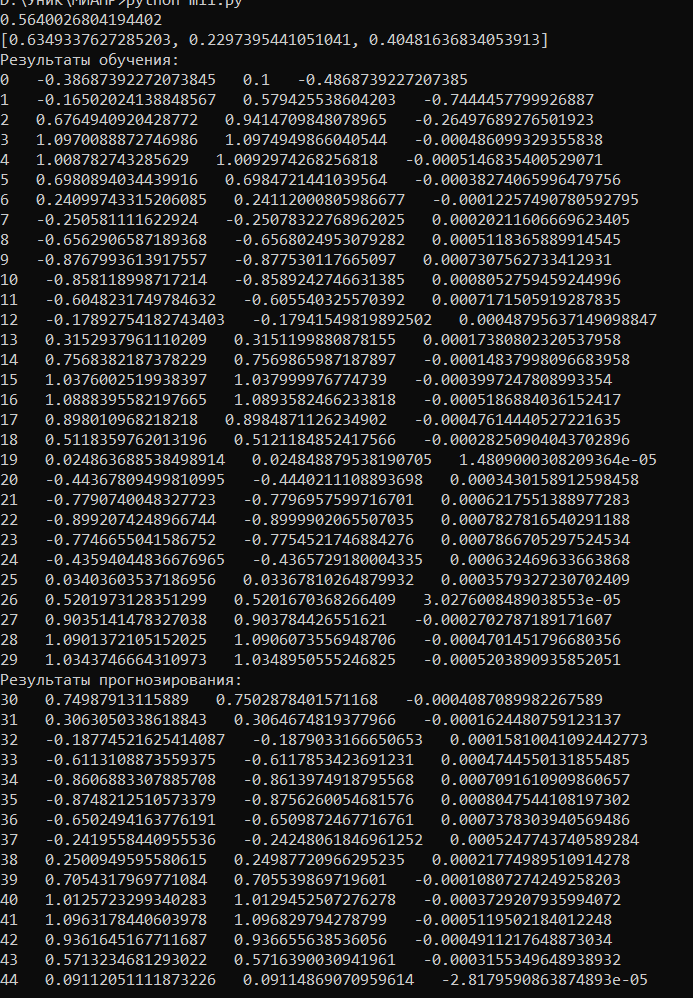 D:\Уник\МИАПР>python m11.py
0.5640026804194402
[0.6349337627285203, 0.2297395441051041, 0.40481636834053913]
Результаты обучения:
0   -0.38687392272073845   0.1   -0.4868739227207385
1   -0.16502024138848567   0.579425538604203   -0.7444457799926887
2   0.6764940920428772   0.9414709848078965   -0.26497689276501923
3   1.0970088872746986   1.0974949866040544   -0.000486099329355838
4   1.008782743285629   1.0092974268256818   -0.0005146835400529071
5   0.6980894034439916   0.6984721441039564   -0.00038274065996479756
6   0.24099743315206085   0.24112000805986677   -0.00012257490780592795
7   -0.250581111622924   -0.25078322768962025   0.00020211606669623405
8   -0.6562906587189368   -0.6568024953079282   0.0005118365889914545
9   -0.8767993613917557   -0.877530117665097   0.0007307562733412931
10   -0.858118998717214   -0.8589242746631385   0.0008052759459244996
11   -0.6048231749784632   -0.605540325570392   0.0007171505919287835
12   -0.17892754182743403   -0.17941549819892502   0.00048795637149098847
13   0.3152937961110209   0.3151199880878155   0.00017380802320537958
14   0.7568382187378229   0.7569865987187897   -0.00014837998096683958
15   1.0376002519938397   1.037999976774739   -0.0003997247808993354
16   1.0888395582197665   1.0893582466233818   -0.0005186884036152417
17   0.898010968218218   0.8984871126234902   -0.00047614440527221635
18   0.5118359762013196   0.5121184852417566   -0.00028250904043702896
19   0.024863688538498914   0.024848879538190705   1.4809000308209364e-05
20   -0.44367809499810995   -0.4440211108893698   0.0003430158912598458
21   -0.7790740048327723   -0.7796957599716701   0.0006217551388977283
22   -0.8992074248966744   -0.8999902065507035   0.0007827816540291188
23   -0.7746655041586752   -0.7754521746884276   0.0007866705297524534
24   -0.43594044836676965   -0.4365729180004335   0.000632469633663868
25   0.03403603537186956   0.03367810264879932   0.0003579327230702409
26   0.5201973128351299   0.5201670368266409   3.0276008489038553e-05
27   0.9035141478327038   0.903784426551621   -0.0002702787189171607
28   1.0901372105152025   1.0906073556948706   -0.0004701451796680356
29   1.0343746664310973   1.0348950555246825   -0.0005203890935852051
Результаты прогнозирования:
30   0.74987913115889   0.7502878401571168   -0.0004087089982267589
31   0.3063050338618843   0.3064674819377966   -0.0001624480759123137
32   -0.18774521625414087   -0.1879033166650653   0.00015810041092442773
33   -0.6113108873559375   -0.6117853423691231   0.0004744550131855485
34   -0.8606883307885708   -0.8613974918795568   0.0007091610909860657
35   -0.8748212510573379   -0.8756260054681576   0.0008047544108197302
36   -0.6502494163776191   -0.6509872467716761   0.0007378303940569486
37   -0.2419558440955536   -0.24248061846961252   0.0005247743740589284
38   0.2500949595580615   0.24987720966295235   0.00021774989510914278
39   0.7054317969771084   0.705539869719601   -0.00010807274249258203
40   1.0125723299340283   1.0129452507276278   -0.0003729207935994072
41   1.0963178440603978   1.096829794278799   -0.0005119502184012248
42   0.9361645167711687   0.936655638536056   -0.0004911217648873034
43   0.5713234681293022   0.5716390030941961   -0.0003155349648938932
44   0.09112051111873226   0.09114869070959614   -2.8179590863874893e-05